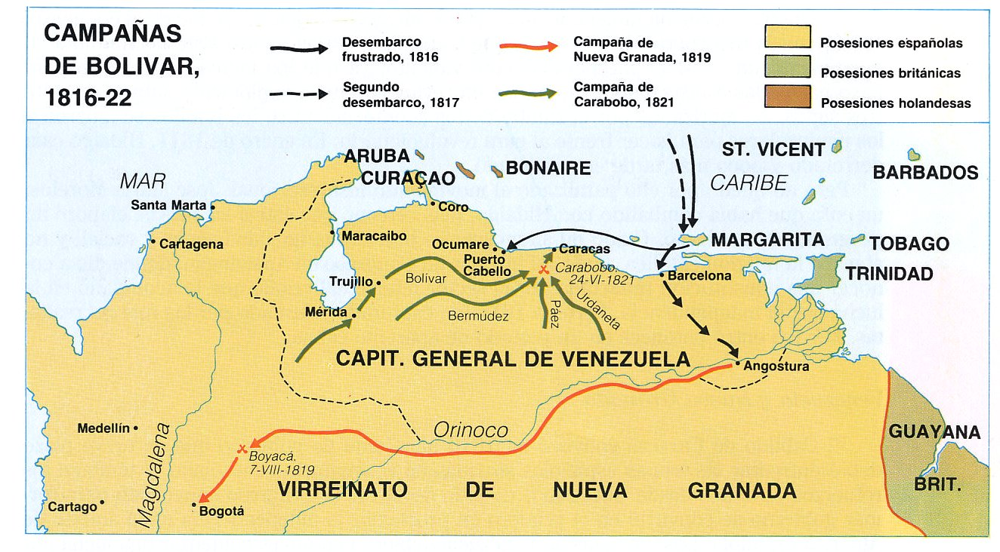 CAMPAÑAS
DE BOLIVAR,
1816-22
Desembarco
frustrado, 1816
Segundo
desembarco, 1817
Campaña de
Nueva Granada, 1819
Campaña de
Carabobo, 1821
Posesiones españolas
Posesiones británicas
Posesiones holandesas
MAR
CARIBE
ARUBA
CURAÇAO
BONAIRE
ST. VICENT
BARBADOS
Santa Marta
Cartagena
Coro
Maracaibo
Ocumare
Puerto
Cabello
Caracas
MARGARITA
TOBAGO
TRINIDAD
Carabobo.
24-VI-1821
Barcelona
Trujillo
Bolívar
Mérida
Bermúdez
Páez
Urdaneta
CAPIT. GENERAL DE VENEZUELA
Angostura
Medellín
Magdalena
Orinoco
GUAYANA
BRIT.
Boyacá.
7-VIII-1819
VIRREINATO DE NUEVA GRANADA
Cartago
Bogotá